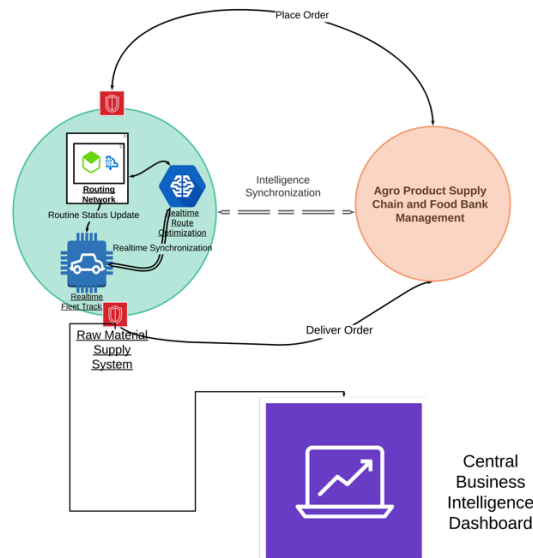 Place Order
Routing
Network
Realtime
Route
Optimization
Routine Status Update
Realtime Synchronization
Realtime
Fleet Track
Intelligence
Synchronization
Agro Product Supply
Chain and Food Bank
Management
Raw Material
Supply
System
Deliver Order
Central
Business
Intelligence
Dashboard